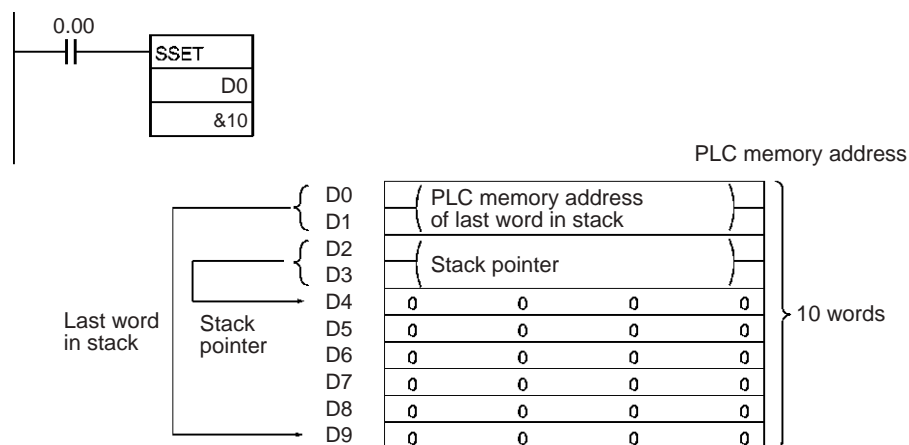 0.00
SSET
D0
&10
PLC memory address
D0
PLC memory address
D1
of last word in stack
D2
D3
Stack pointer
D4 0 0 0 0
D5 0 0 0 0
D6 0 0 0 0
D7 0 0 0 0
D8 0 0 0 0
D9 0 0 0 0
10 words
Last word
in stack
Stack
pointer